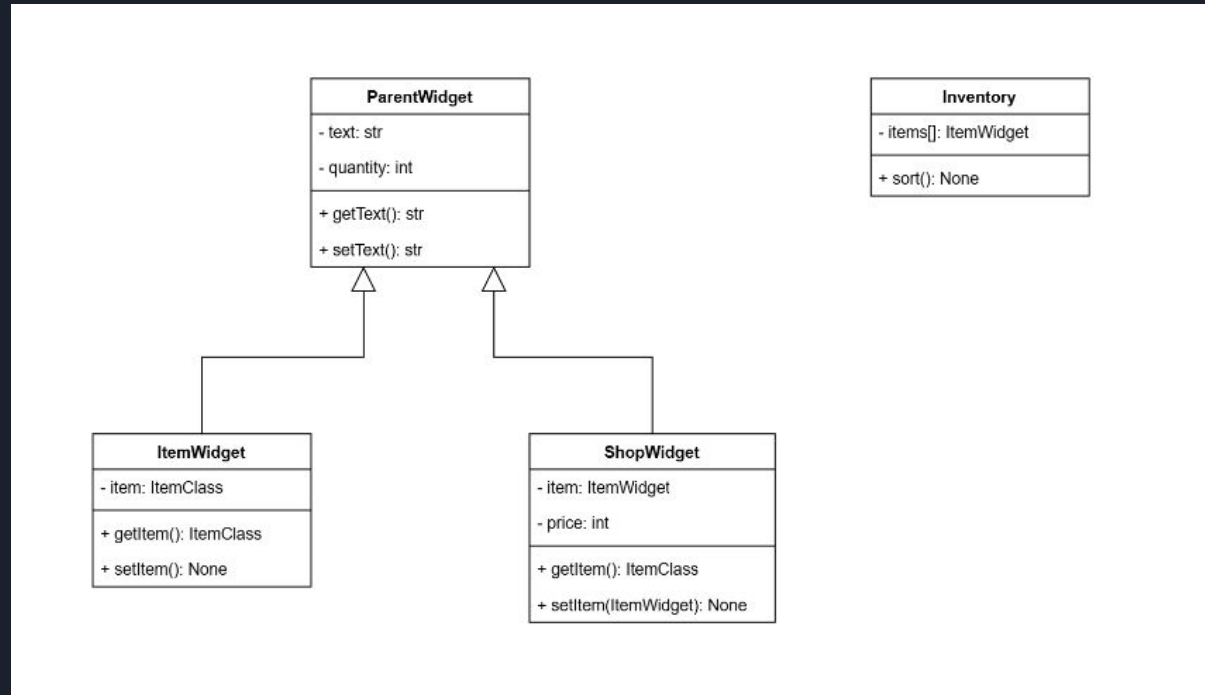 ParentWidget
- text: str
- quantity: int
+ getText(): str
+ setText(): str
Inventory
- items[]: ItemWidget
+ sort(): None
ItemWidget
- item: ItemClass
+ getItem(): ItemClass
+ setItem(): None
ShopWidget
- item: ItemWidget
- price: int
+ getItem(): ItemClass
+ setItem(ItemWidget): None